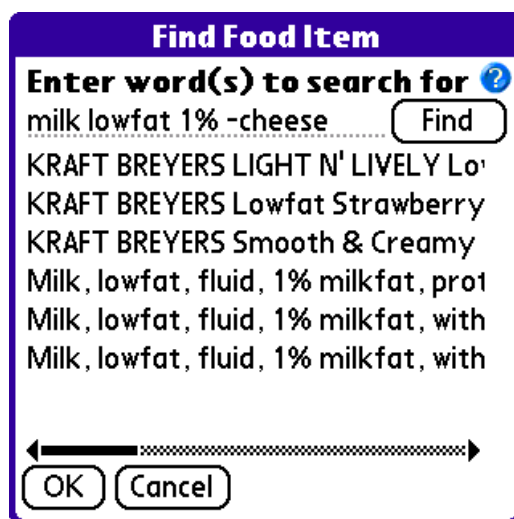 Find Food Item
Enter word(s) to search for ?
milk lowfat 1% -cheese Find
KRAFT BREYERS LIGHT N' LIVELY Lo
KRAFT BREYERS Lowfat Strawberry
KRAFT BREYERS Smooth & Creamy
Milk, lowfat, fluid, 1% milkfat, prot
Milk, lowfat, fluid, 1% milkfat, with
Milk, lowfat, fluid, 1% milkfat, with
OK Cancel